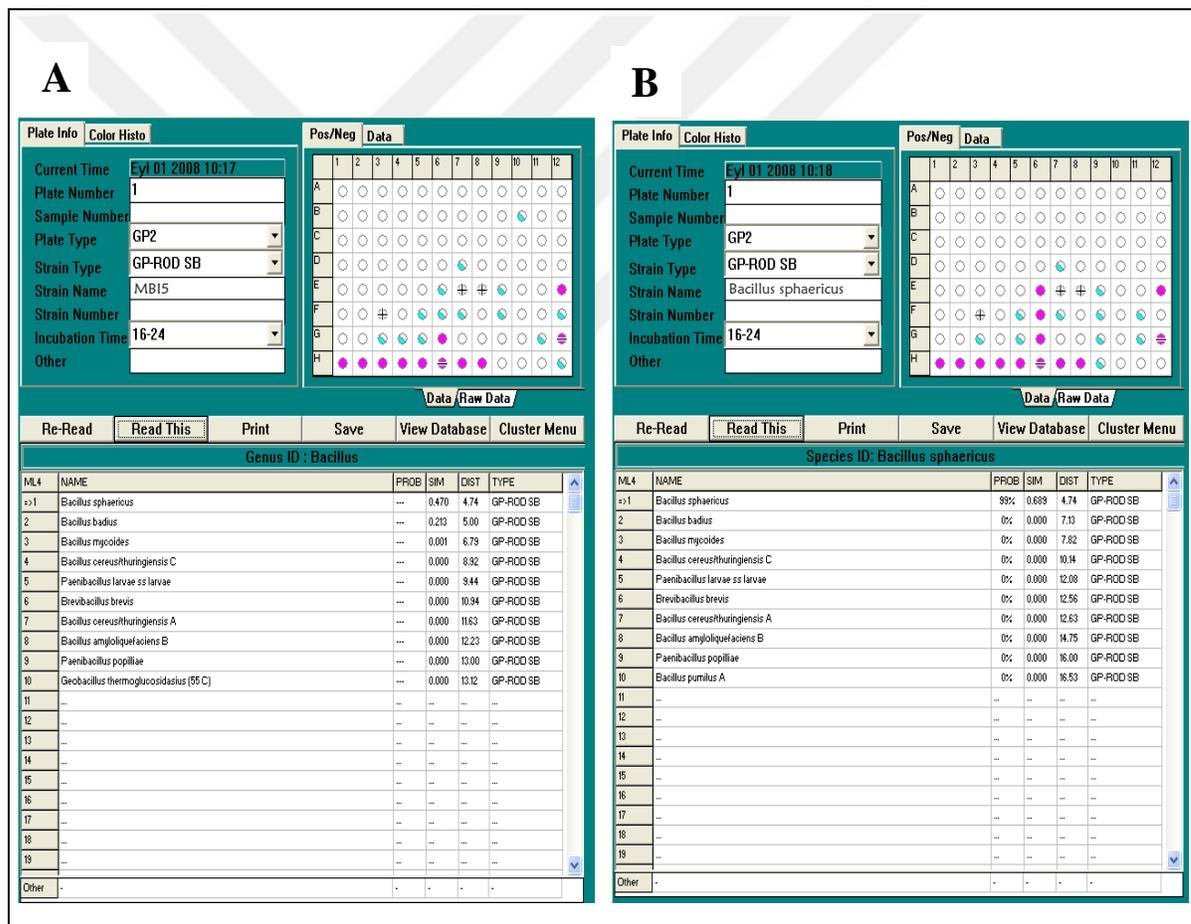 A
Plate Info Color Histo
Pos/Neg Data
Current Time Eyl 01 2008 10:17
Plate Number 1
Sample Number
Plate Type GP2
Strain Type GP-ROD SB
Strain Name MBI5
Strain Number
Incubation Time 16-24
Other
1 2 3 4 5 6 7 8 9 10 11 12
A
B
C
D
E
F
G
H
Data Raw Data
Re-Read Read This Print Save View Database Cluster Menu
Genus ID : Bacillus
ML4 NAME PROB SIM DIST TYPE
=>1 Bacillus sphaericus --- 0.470 4.74 GP-ROD SB
2 Bacillus badius --- 0.213 5.00 GP-ROD SB
3 Bacillus mycoides --- 0.001 6.79 GP-ROD SB
4 Bacillus cereus/thuringiensis C --- 0.000 8.92 GP-ROD SB
5 Paenibacillus larvae ss larvae --- 0.000 9.44 GP-ROD SB
6 Brevibacillus brevis --- 0.000 10.94 GP-ROD SB
7 Bacillus cereus/thuringiensis A --- 0.000 11.63 GP-ROD SB
8 Bacillus amyloliquefaciens B --- 0.000 12.23 GP-ROD SB
9 Paenibacillus popilliae --- 0.000 13.00 GP-ROD SB
10 Geobacillus thermoglucosidasius (55 C) --- 0.000 13.12 GP-ROD SB
11 ... ... ... ... ...
12 ... ... ... ... ...
13 ... ... ... ... ...
14 ... ... ... ... ...
15 ... ... ... ... ...
16 ... ... ... ... ...
17 ... ... ... ... ...
18 ... ... ... ... ...
19 ... ... ... ... ...
Other - - - -
B
Plate Info Color Histo
Pos/Neg Data
Current Time Eyl 01 2008 10:18
Plate Number 1
Sample Number
Plate Type GP2
Strain Type GP-ROD SB
Strain Name Bacillus sphaericus
Strain Number
Incubation Time 16-24
Other
1 2 3 4 5 6 7 8 9 10 11 12
A
B
C
D
E
F
G
H
Data Raw Data
Re-Read Read This Print Save View Database Cluster Menu
Species ID: Bacillus sphaericus
ML4 NAME PROB SIM DIST TYPE
=>1 Bacillus sphaericus 99% 0.689 4.74 GP-ROD SB
2 Bacillus badius 0% 0.000 7.13 GP-ROD SB
3 Bacillus mycoides 0% 0.000 7.82 GP-ROD SB
4 Bacillus cereus/thuringiensis C 0% 0.000 10.14 GP-ROD SB
5 Paenibacillus larvae ss larvae 0% 0.000 12.08 GP-ROD SB
6 Brevibacillus brevis 0% 0.000 12.56 GP-ROD SB
7 Bacillus cereus/thuringiensis A 0% 0.000 12.63 GP-ROD SB
8 Bacillus amyloliquefaciens B 0% 0.000 14.75 GP-ROD SB
9 Paenibacillus popilliae 0% 0.000 16.00 GP-ROD SB
10 Bacillus pumilus A 0% 0.000 16.53 GP-ROD SB
11 ... ... ... ... ...
12 ... ... ... ... ...
13 ... ... ... ... ...
14 ... ... ... ... ...
15 ... ... ... ... ...
16 ... ... ... ... ...
17 ... ... ... ... ...
18 ... ... ... ... ...
19 ... ... ... ... ...
Other - - - -